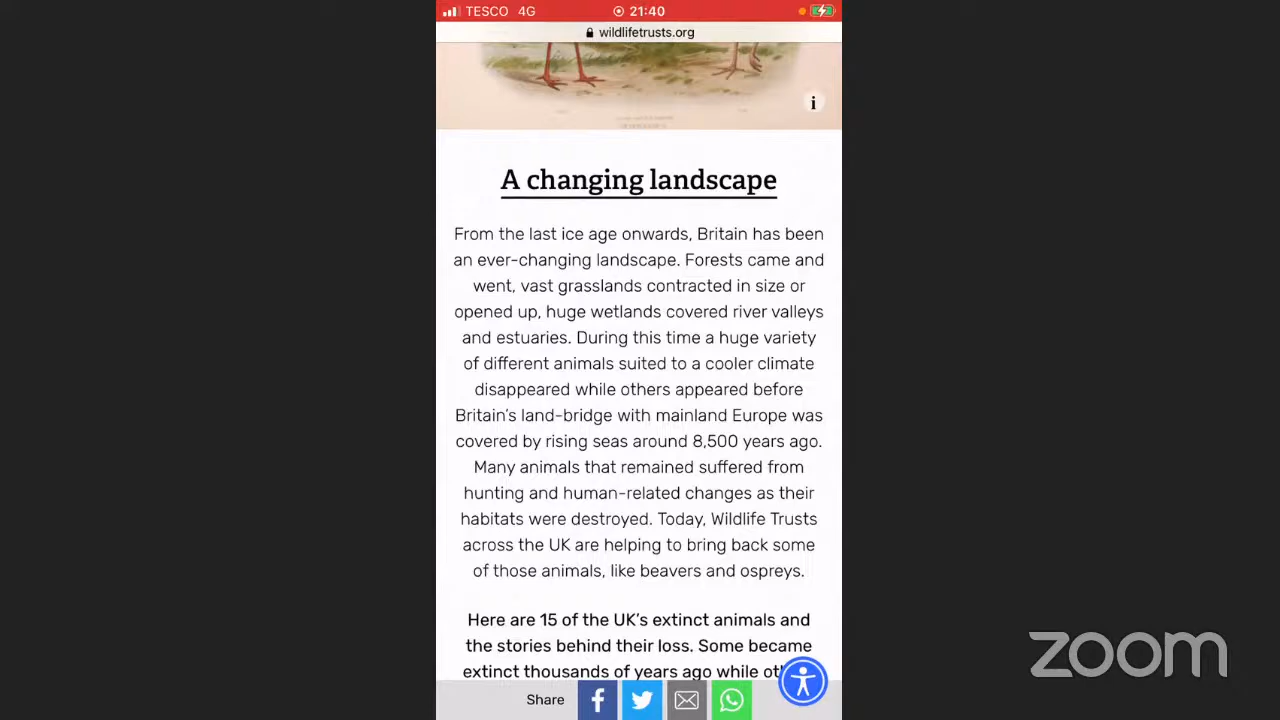 TESCO 4G 21:40
wildlifetrusts.org
i
A changing landscape
From the last ice age onwards, Britain has been
an ever-changing landscape. Forests came and
went, vast grasslands contracted in size or
opened up, huge wetlands covered river valleys
and estuaries. During this time a huge variety
of different animals suited to a cooler climate
disappeared while others appeared before
Britain's land-bridge with mainland Europe was
covered by rising seas around 8,500 years ago.
Many animals that remained suffered from
hunting and human-related changes as their
habitats were destroyed. Today, Wildlife Trusts
across the UK are helping to bring back some
of those animals, like beavers and ospreys.
Here are 15 of the UK's extinct animals and
the stories behind their loss. Some became
extinct thousands of years ago while
Share
zoom